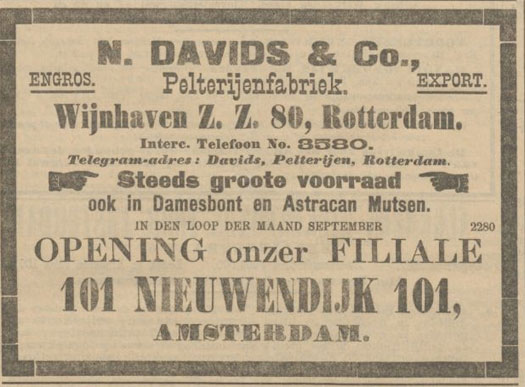 N. DAVIDS & Co.,
ENGROS. Pelterijenfabriek. EXPORT.
Wijnhaven Z. Z. 80, Rotterdam.
Interc. Telefoon No. 3580.
Telegram-adres: Davids, Pelterijen, Rotterdam.
Steeds groote voorraad
ook in Damesbont en Astracan Mutsen.
IN DEN LOOP DER MAAND SEPTEMBER 2280
OPENING onzer FILIALE
101 NIEUWENDIJK 101,
AMSTERDAM.